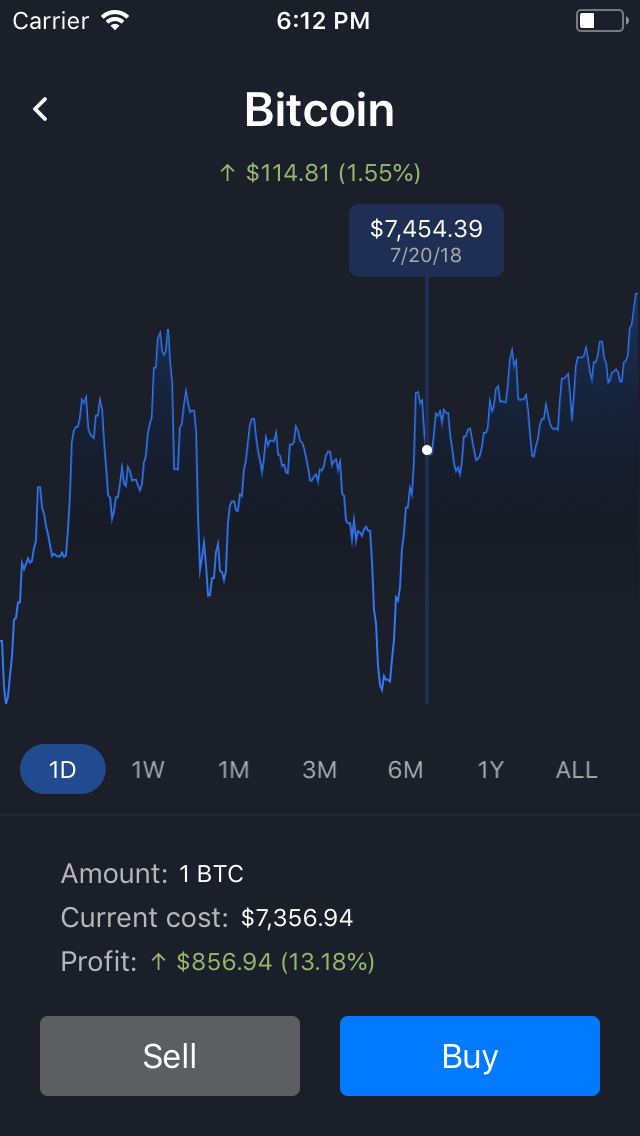 Carrier 6:12 PM
Bitcoin
↑ $114.81 (1.55%)
$7,454.39
7/20/18
1D 1W 1M 3M 6M 1Y ALL
Amount: 1 BTC
Current cost: $7,356.94
Profit: ↑ $856.94 (13.18%)
Sell Buy